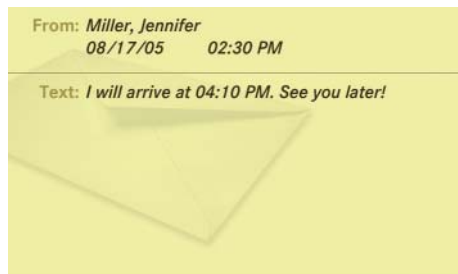 From: Miller, Jennifer
08/17/05 02:30 PM
Text: I will arrive at 04:10 PM. See you later!